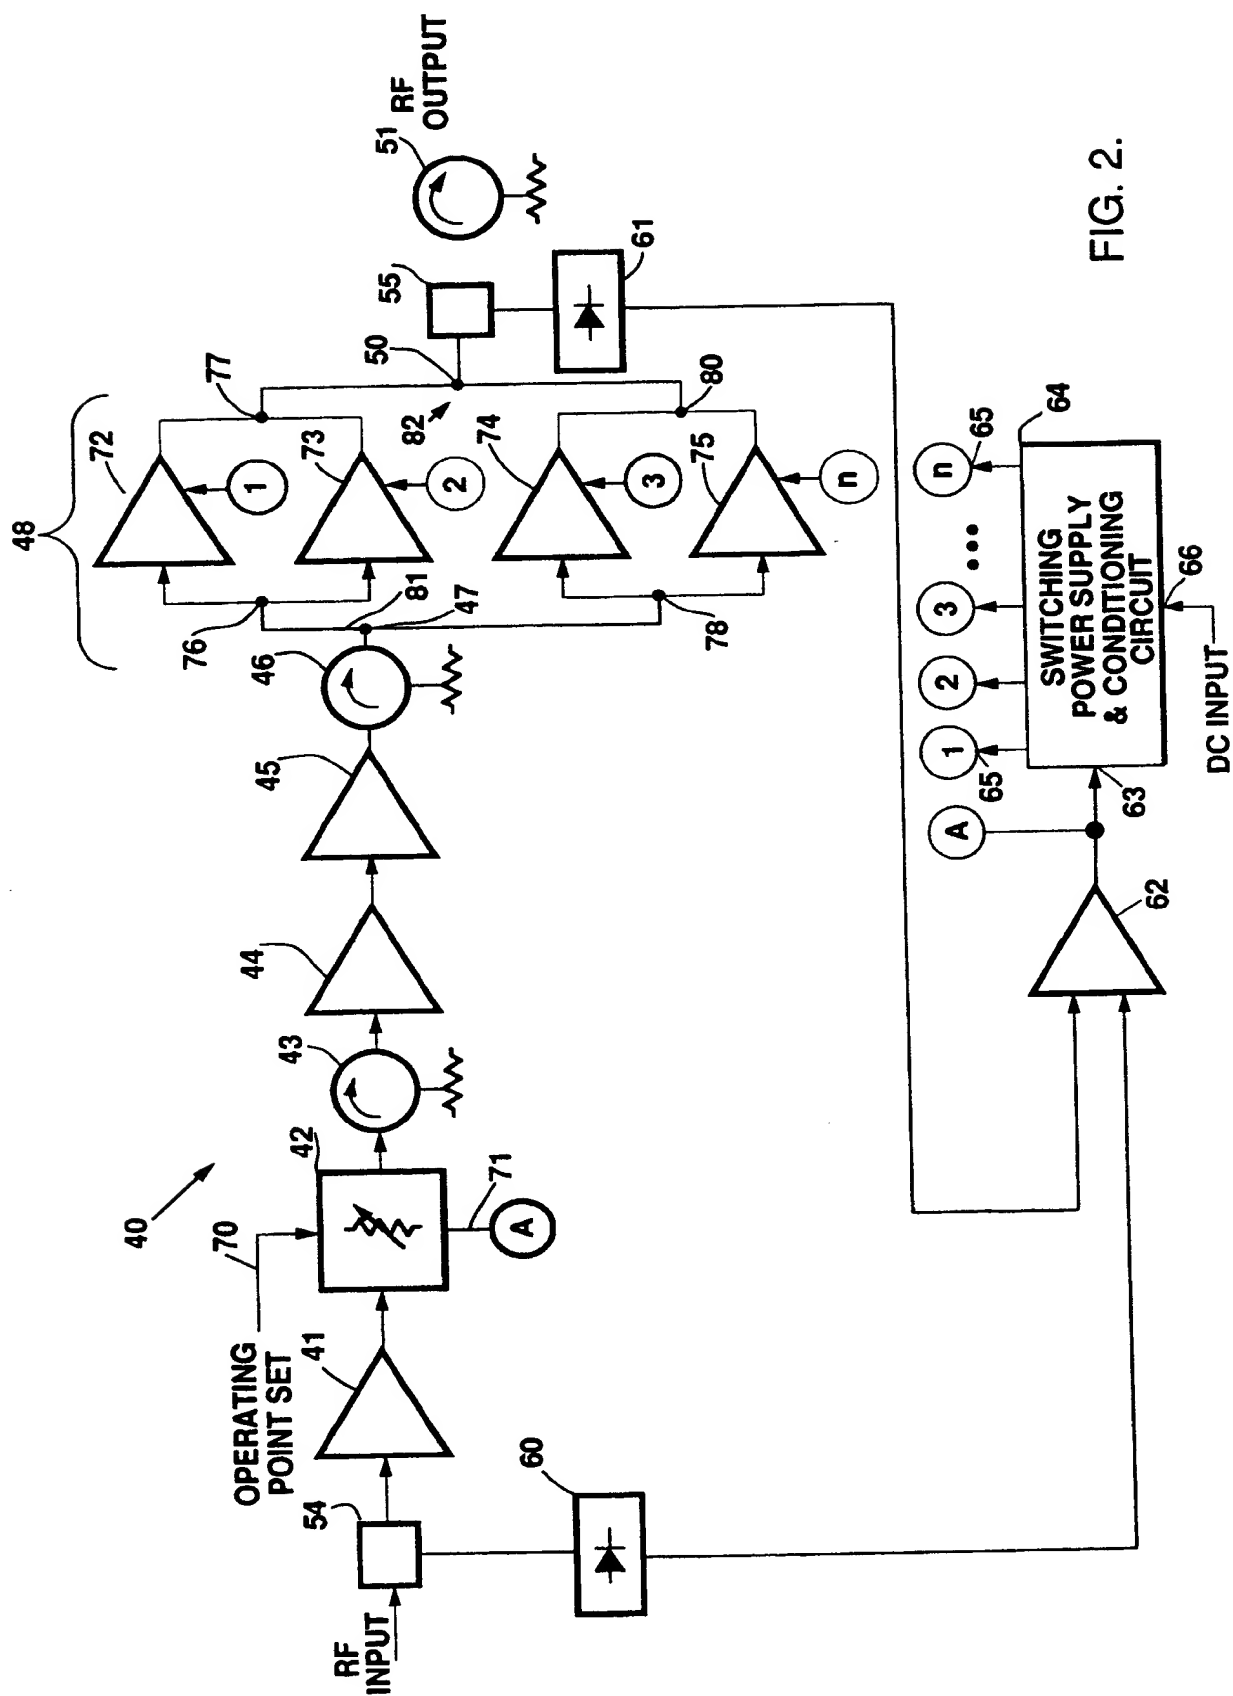 48
72
1
73
2
74
3
75
n
76
77
81
47
78
82
50
80
55
61
51
RF
OUTPUT
40
OPERATING
POINT SET
70
RF
INPUT
54
41
42
71
A
43
44
45
46
60
62
A
63
1
65
2
3
...
n
65
64
SWITCHING
POWER SUPPLY
& CONDITIONING
CIRCUIT
66
DC INPUT
FIG. 2.